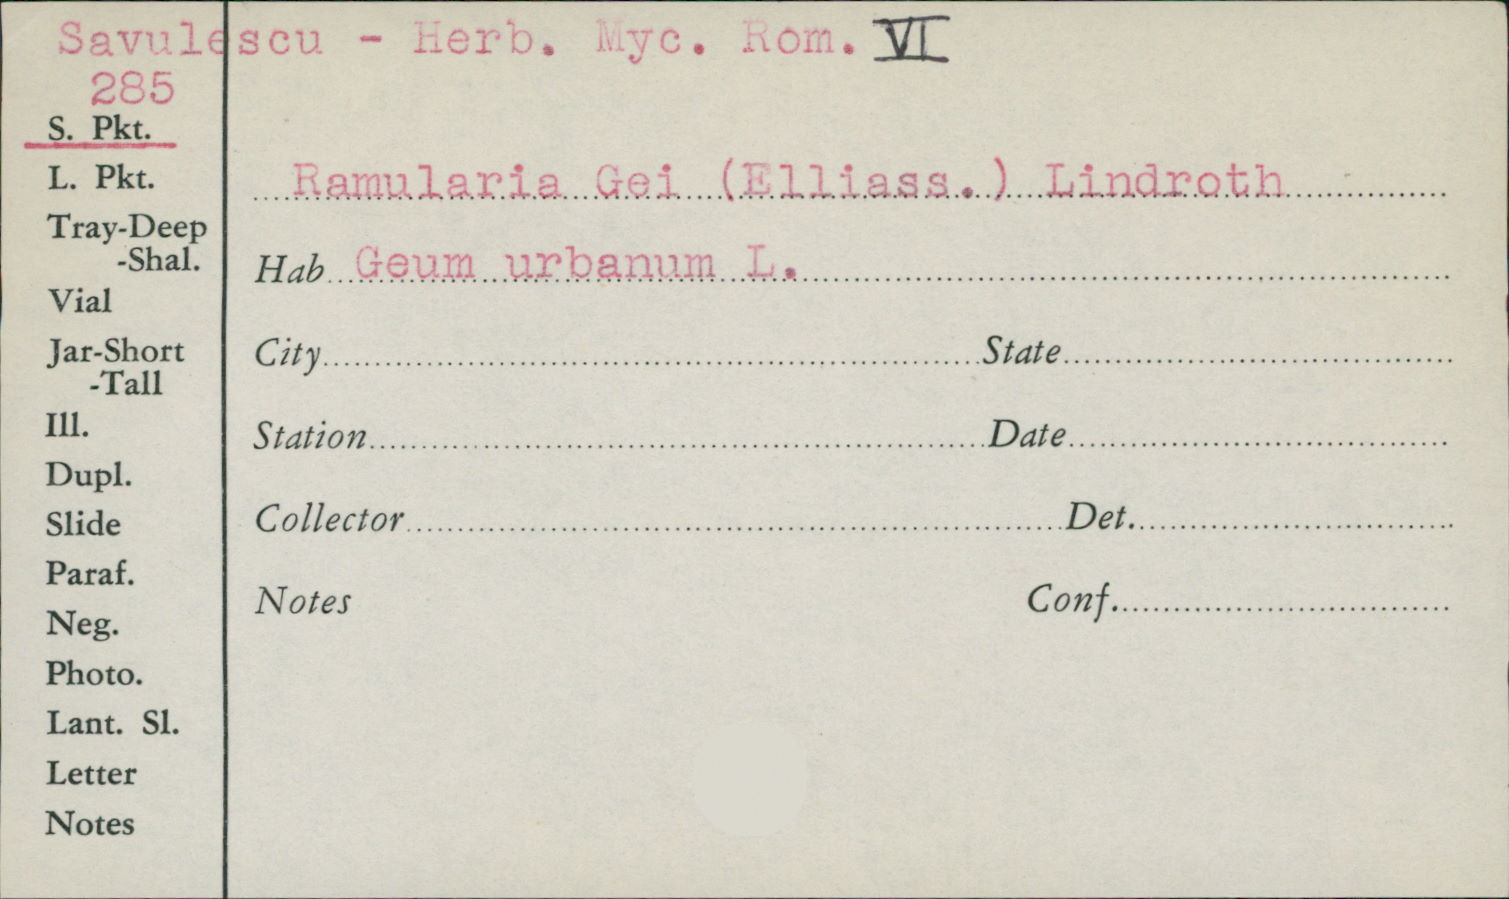 Savulescu - Herb. Myc. Rom. VI
285
S. Pkt.
L. Pkt.
Tray-Deep
-Shal.
Vial
Jar-Short
-Tall
Ill.
Dupl.
Slide
Paraf.
Neg.
Photo.
Lant. Sl.
Letter
Notes
Ramularia Gei (Elliass.) Lindroth
Hab Geum urbanum L.
City State
Station Date
Collector Det.
Notes Conf.